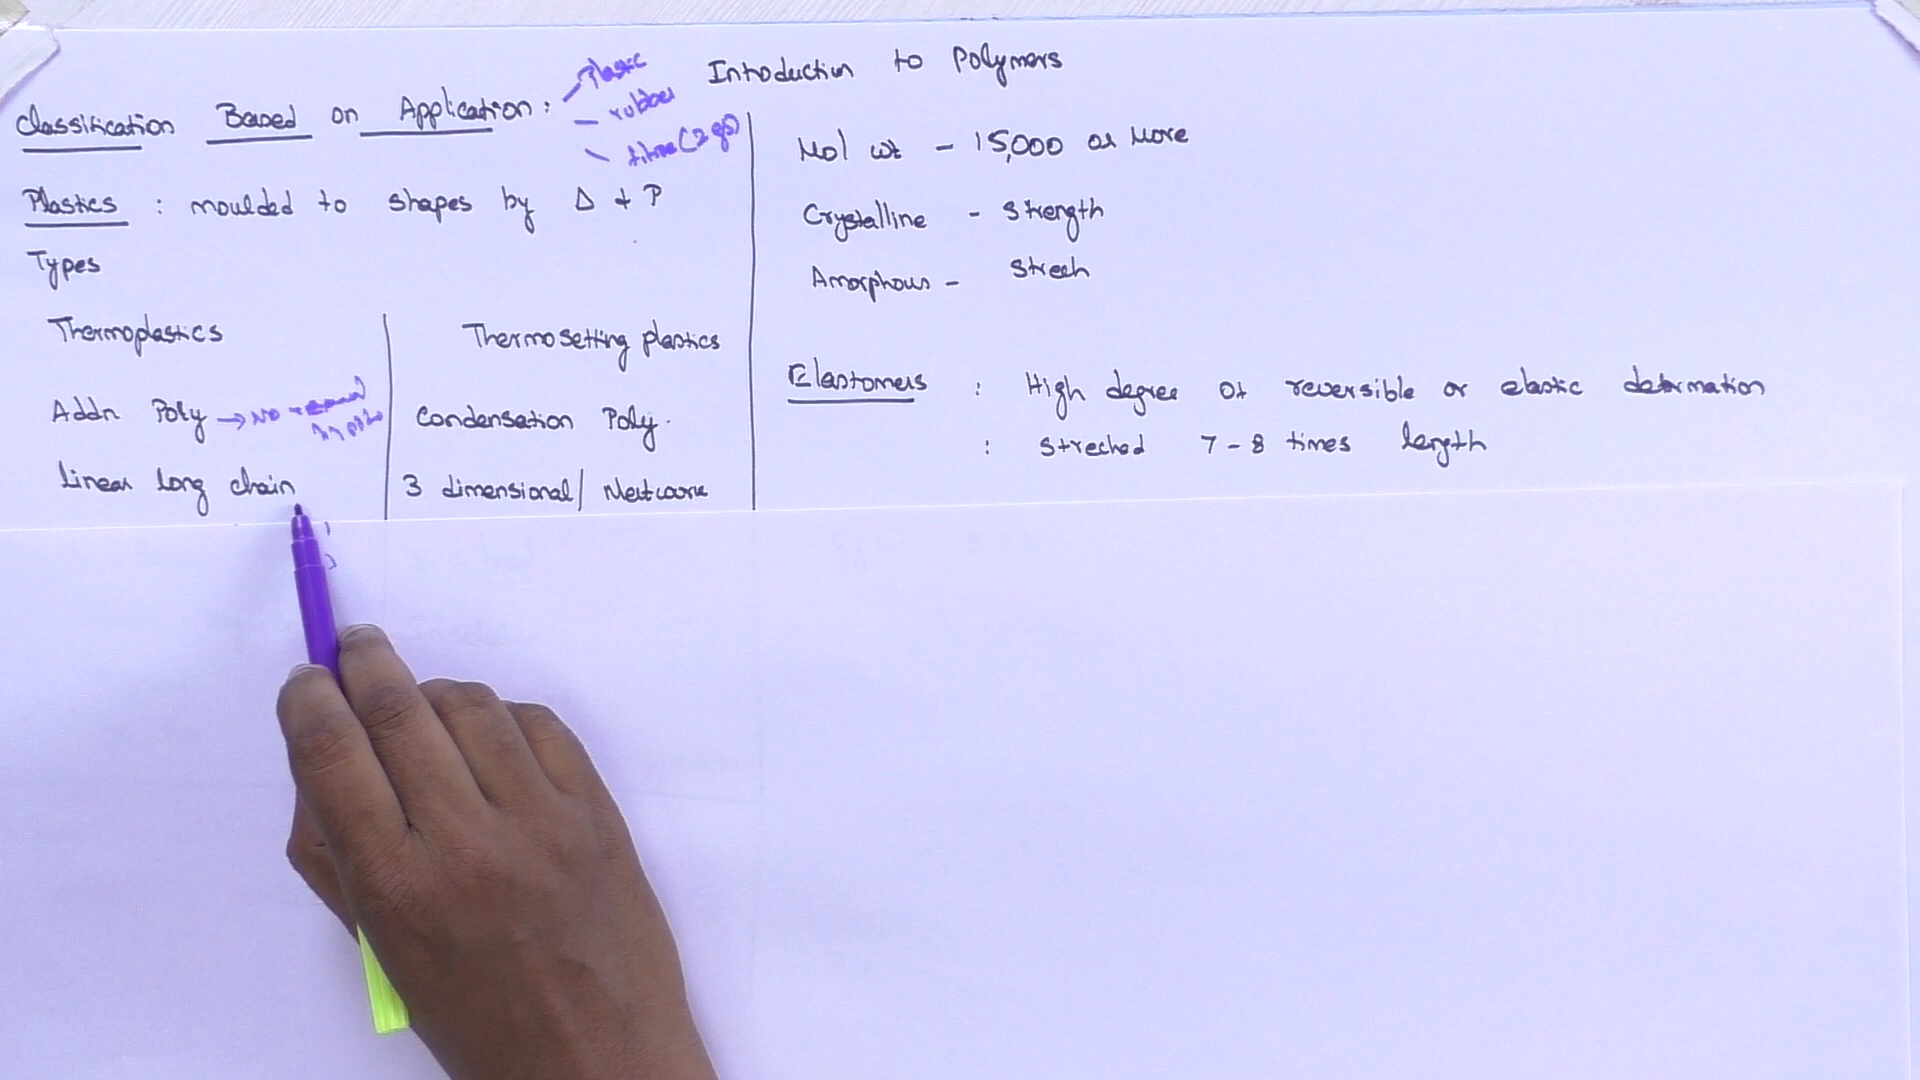 Introduction to Polymers
Classification Based on Application :
Plastic
rubber
Plastics : moulded to shapes by Δ + P
Types
Thermoplastics
Thermosetting plastics
Addn Poly → No
Condensation Poly.
Linear long chain
3 dimensional/
Mol wt - 15,000 or More
Crystalline - Strength
Amorphous - Strech
Elastomers : High degree of reversible or elastic deformation
: Streched 7-8 times length